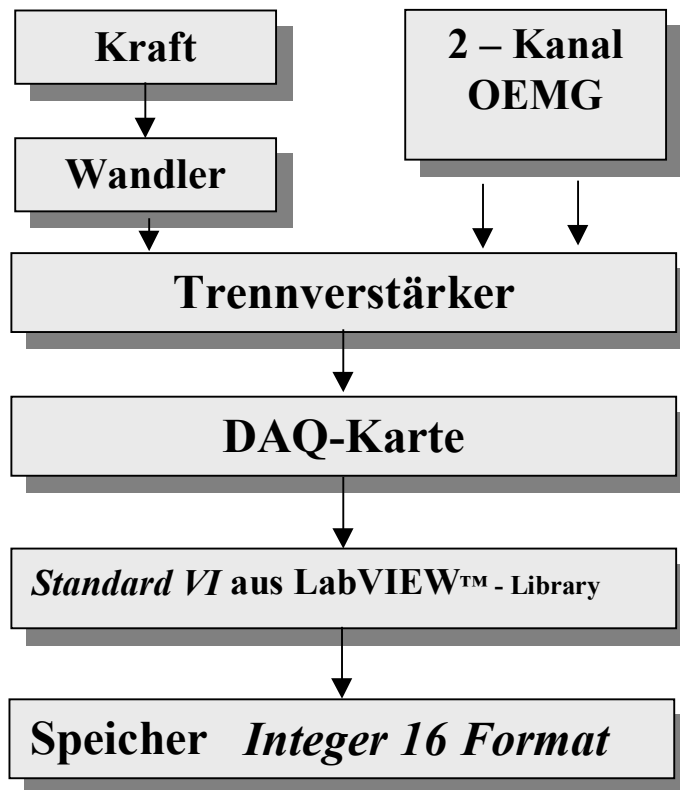 Kraft
2 – Kanal
OEMG
Wandler
Trennverstärker
DAQ-Karte
Standard VI aus LabVIEW™ - Library
Speicher Integer 16 Format